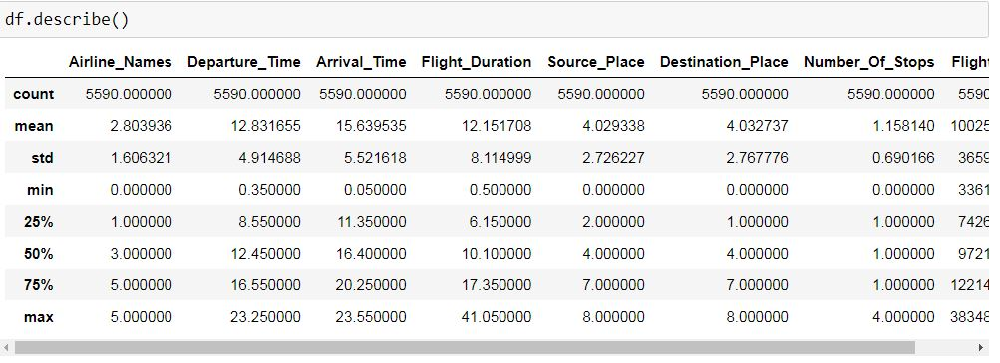 df.describe()
Airline_Names Departure_Time Arrival_Time Flight_Duration Source_Place Destination_Place Number_Of_Stops Flight
count 5590.000000 5590.000000 5590.000000 5590.000000 5590.000000 5590.000000 5590.000000 5590
mean 2.803936 12.831655 15.639535 12.151708 4.029338 4.032737 1.158140 10025
std 1.606321 4.914688 5.521618 8.114999 2.726227 2.767776 0.690166 3659
min 0.000000 0.350000 0.050000 0.500000 0.000000 0.000000 0.000000 3361
25% 1.000000 8.550000 11.350000 6.150000 2.000000 1.000000 1.000000 7426
50% 3.000000 12.450000 16.400000 10.100000 4.000000 4.000000 1.000000 9721
75% 5.000000 16.550000 20.250000 17.350000 7.000000 7.000000 1.000000 12214
max 5.000000 23.250000 23.550000 41.050000 8.000000 8.000000 4.000000 38348